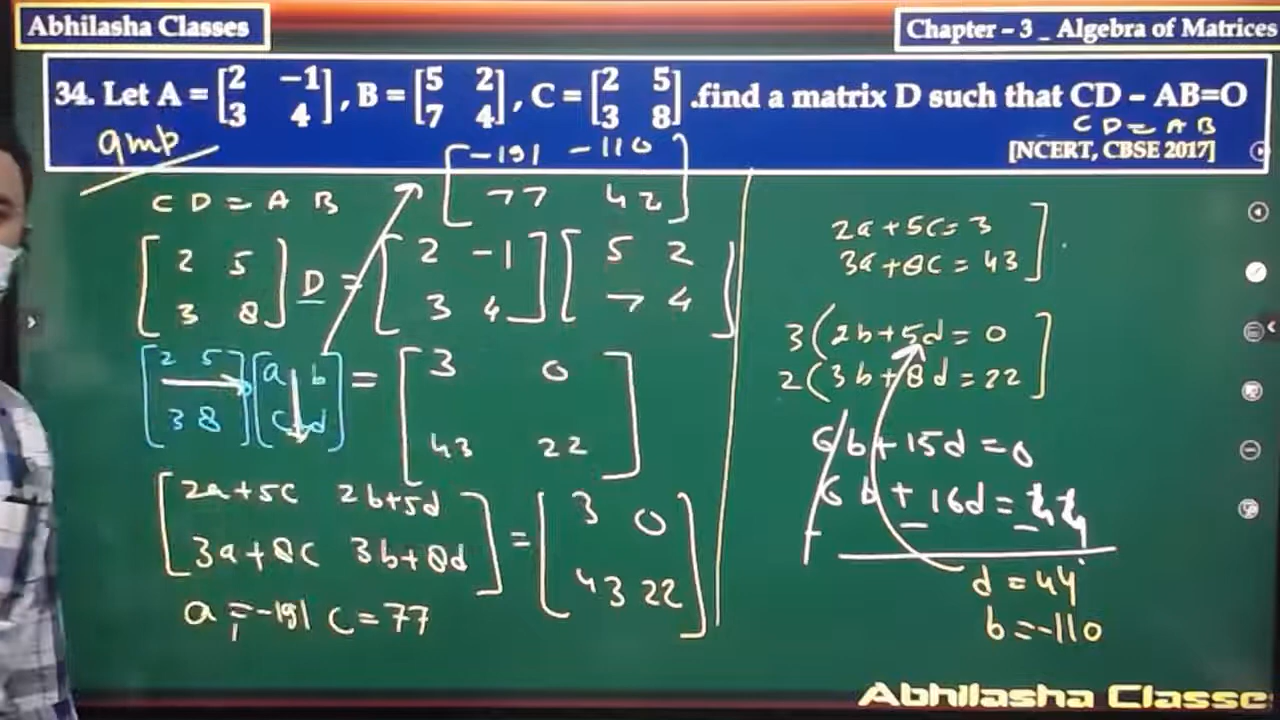 Abhilasha Classes
Chapter – 3 _ Algebra of Matrices
34. Let A = [2 -1; 3 4], B = [5 2; 7 4], C = [2 5; 3 8] .find a matrix D such that CD – AB=O
CD = AB
[NCERT, CBSE 2017]
[-191 -110
77 42]
CD = AB
[2 5; 3 8] D = [2 -1; 3 4] [5 2; 7 4]
[2 5; 3 8] [a b; c d] = [3 0; 43 22]
[2a+5c 2b+5d; 3a+8c 3b+8d] = [3 0; 43 22]
a = -191 c = 77
2a+5c = 3
3a+8c = 43
3(2b+5d = 0
2(3b+8d = 22
6b+15d = 0
6b + 16d = 44
d = 44
b = -110
Abhilasha Classe